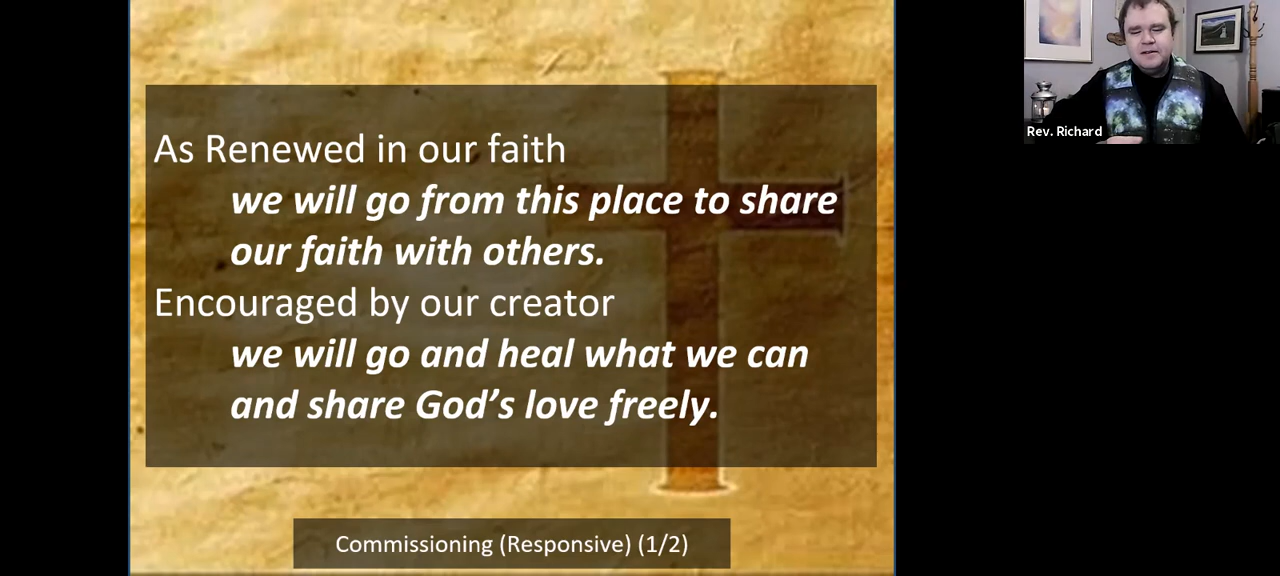 As Renewed in our faith
we will go from this place to share
our faith with others.
Encouraged by our creator
we will go and heal what we can
and share God’s love freely.
Commissioning (Responsive) (1/2)
Rev. Richard